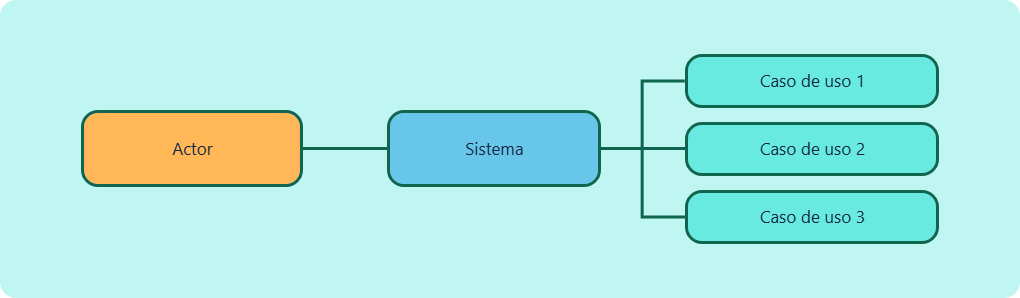 Actor
Sistema
Caso de uso 1
Caso de uso 2
Caso de uso 3